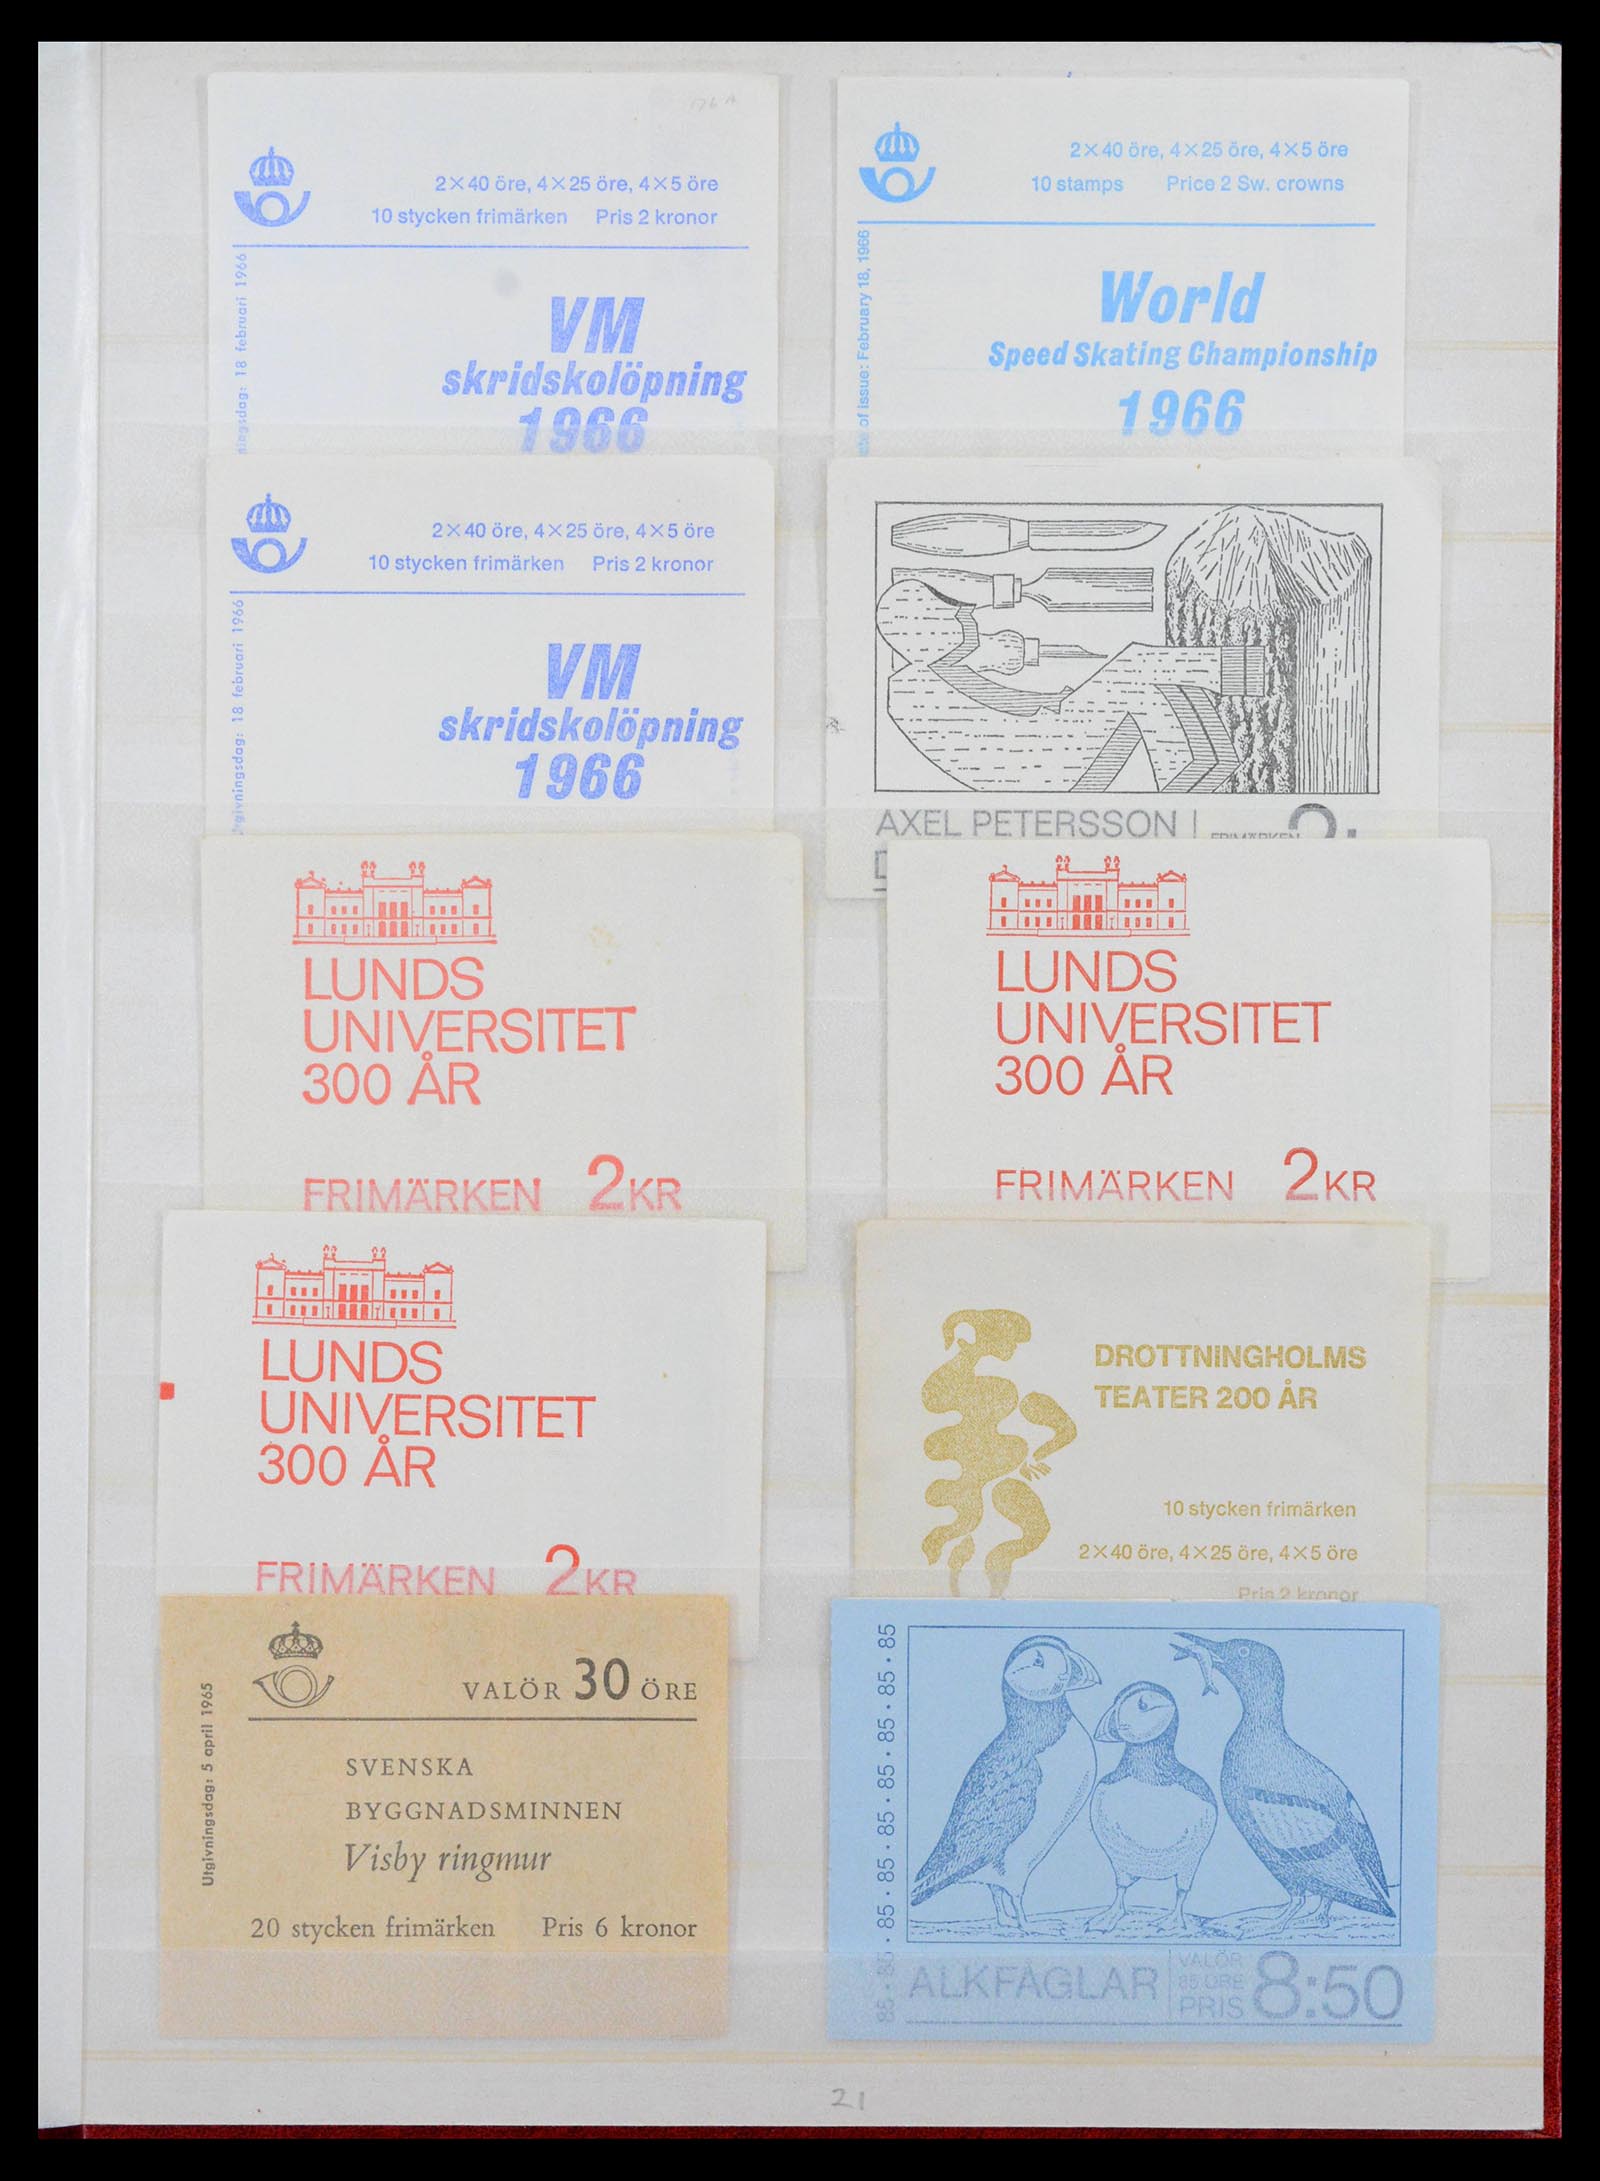 176 A
2×40 öre, 4×25 öre, 4×5 öre
10 stycken frimärken Pris 2 kronor
ningsdag: 18 februari 1966
VM
skridskolöpning
1966
2×40 öre, 4×25 öre, 4×5 öre
10 stamps Price 2 Sw. crowns
of issue: February 18, 1966
World
Speed Skating Championship
1966
2×40 öre, 4×25 öre, 4×5 öre
10 stycken frimärken Pris 2 kronor
tgivningsdag: 18 februari 1966
VM
skridskolöpning
1966
AXEL PETERSSON
FRIMÄRKEN 2:
D
LUNDS
UNIVERSITET
300 ÅR
FRIMÄRKEN 2KR
LUNDS
UNIVERSITET
300 ÅR
FRIMÄRKEN 2KR
LUNDS
UNIVERSITET
300 ÅR
FRIMÄRKEN 2KR
DROTTNINGHOLMS
TEATER 200 ÅR
10 stycken frimärken
2×40 öre, 4×25 öre, 4×5 öre
Pris 2 kronor
Utgivningsdag: 5 april 1965
VALÖR 30 ÖRE
SVENSKA
BYGGNADSMINNEN
Visby ringmur
20 stycken frimärken Pris 6 kronor
85 · 85 · 85 · 85 · 85 · 85 · 85 · 85 · 85
ALKFÅGLAR
VALÖR
85 ÖRE
PRIS 8:50
21